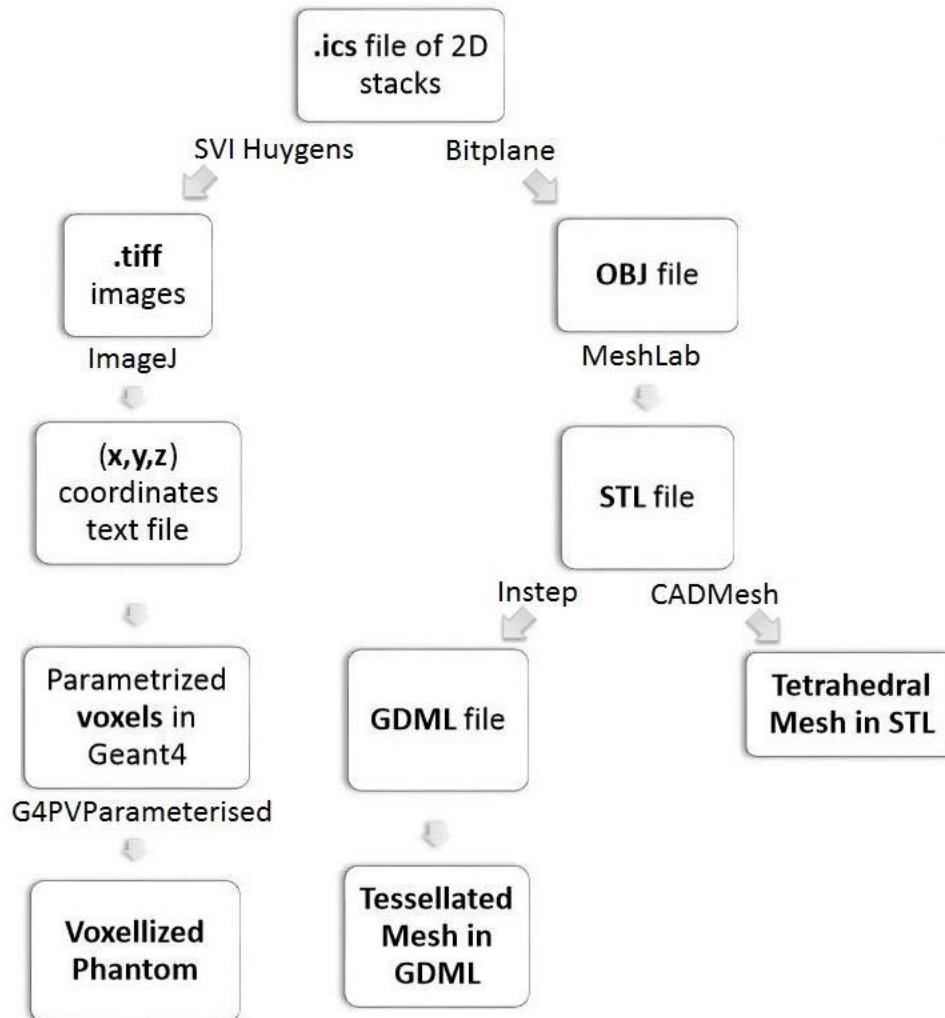 .ics file of 2D
stacks
SVI Huygens
Bitplane
.tiff
images
OBJ file
ImageJ
MeshLab
(x,y,z)
coordinates
text file
STL file
Instep
CADMesh
Parametrized
voxels in
Geant4
GDML file
Tetrahedral
Mesh in STL
G4PVParameterised
Voxellized
Phantom
Tessellated
Mesh in
GDML